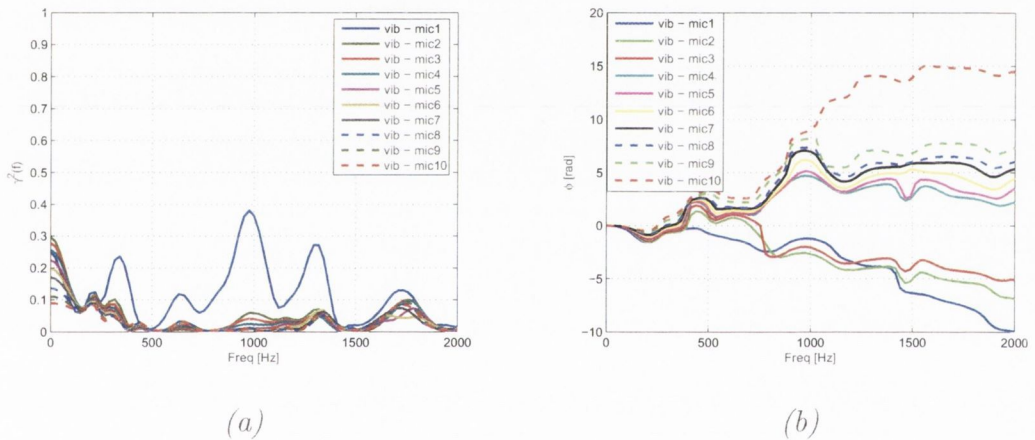 1
0.9
0.8
0.7
0.6
0.5
0.4
0.3
0.2
0.1
0
γ²(f)
0 500 1000 1500 2000
Freq [Hz]
vib − mic1
vib − mic2
vib − mic3
vib − mic4
vib − mic5
vib − mic6
vib − mic7
vib − mic8
vib − mic9
vib − mic10
(a)
20
15
10
5
0
−5
−10
ϕ [rad]
0 500 1000 1500 2000
Freq [Hz]
vib − mic1
vib − mic2
vib − mic3
vib − mic4
vib − mic5
vib − mic6
vib − mic7
vib − mic8
vib − mic9
vib − mic10
(b)